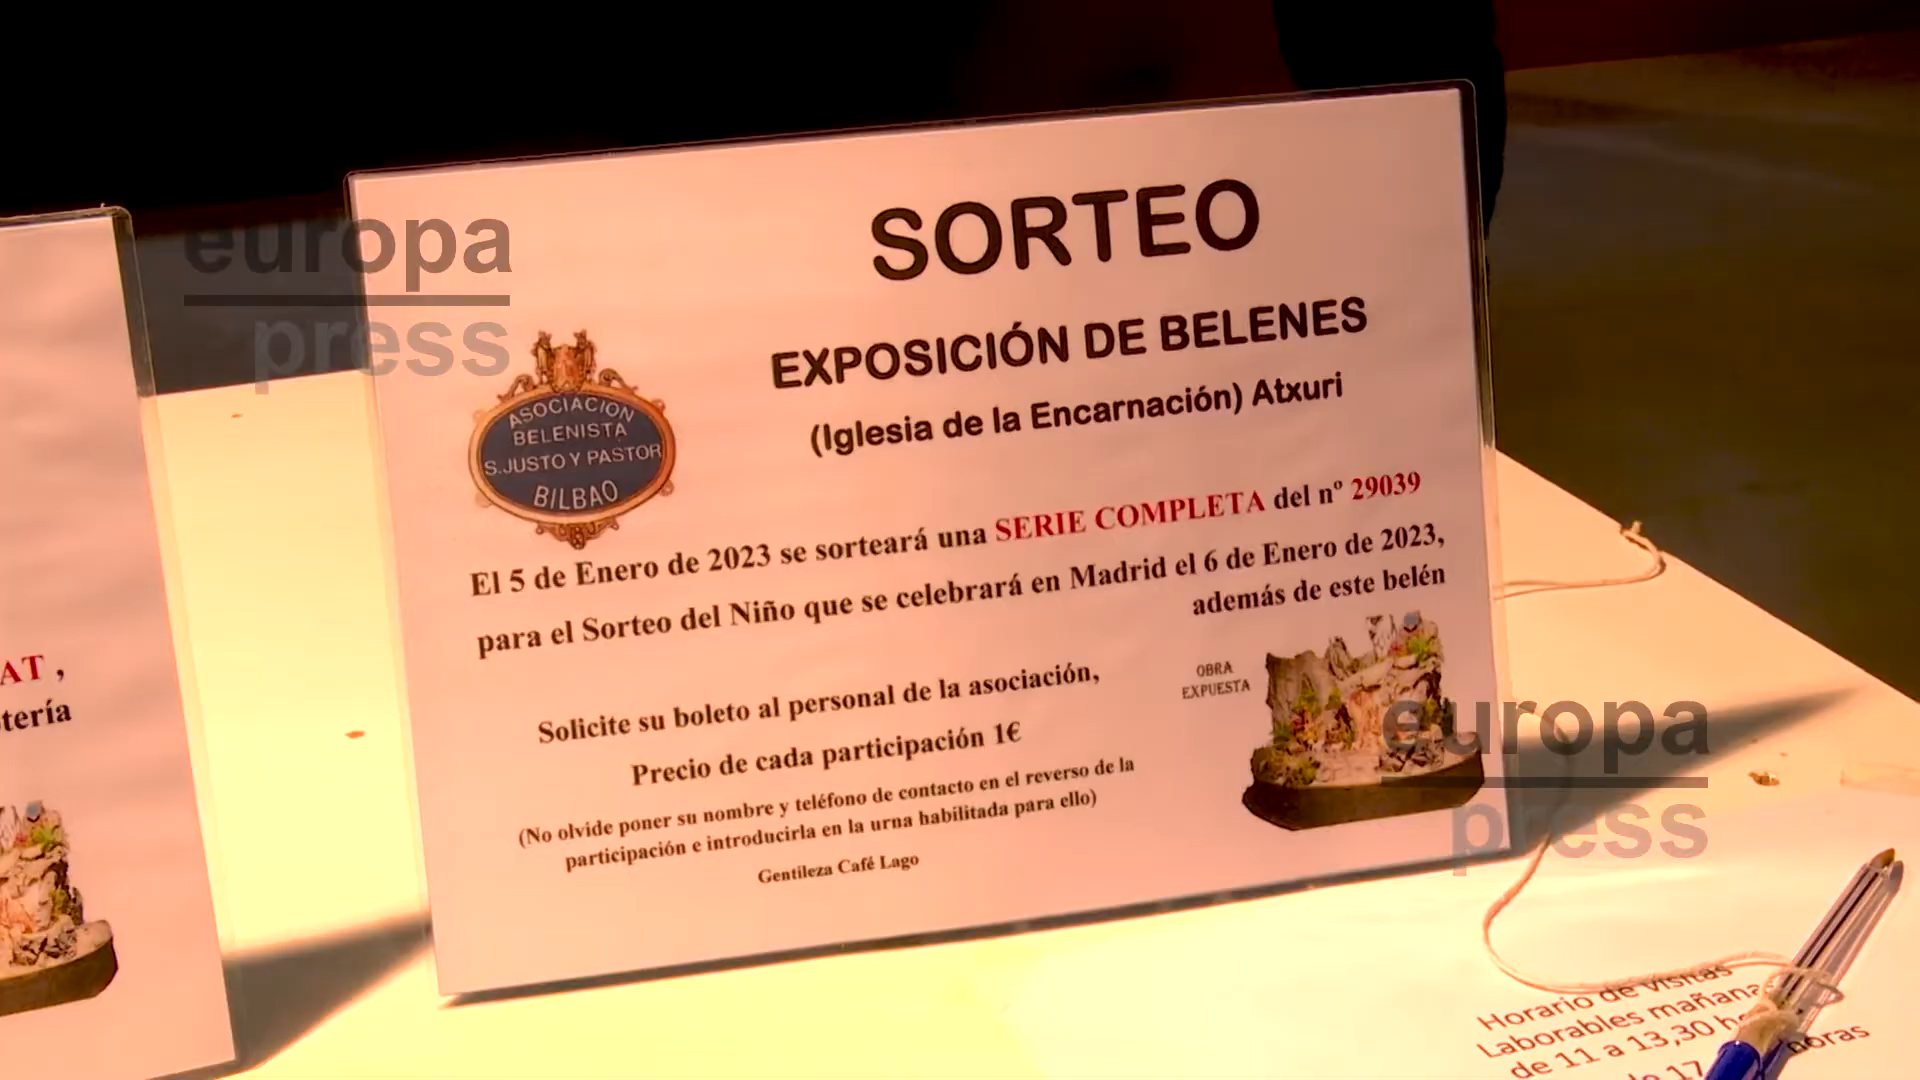 SORTEO
EXPOSICIÓN DE BELENES
(Iglesia de la Encarnación) Atxuri
ASOCIACION
BELENISTA
S.JUSTO Y PASTOR
BILBAO
El 5 de Enero de 2023 se sorteará una SERIE COMPLETA del nº 29039
para el Sorteo del Niño que se celebrará en Madrid el 6 de Enero de 2023,
además de este belén
OBRA
EXPUESTA
Solicite su boleto al personal de la asociación,
Precio de cada participación 1€
(No olvide poner su nombre y teléfono de contacto en el reverso de la
participación e introducirla en la urna habilitada para ello)
Gentileza Café Lago
AT ,
tería
Horario de visitas
Laborables mañana
de 11 a 13,30 h
17
horas
europa
press
europa
press